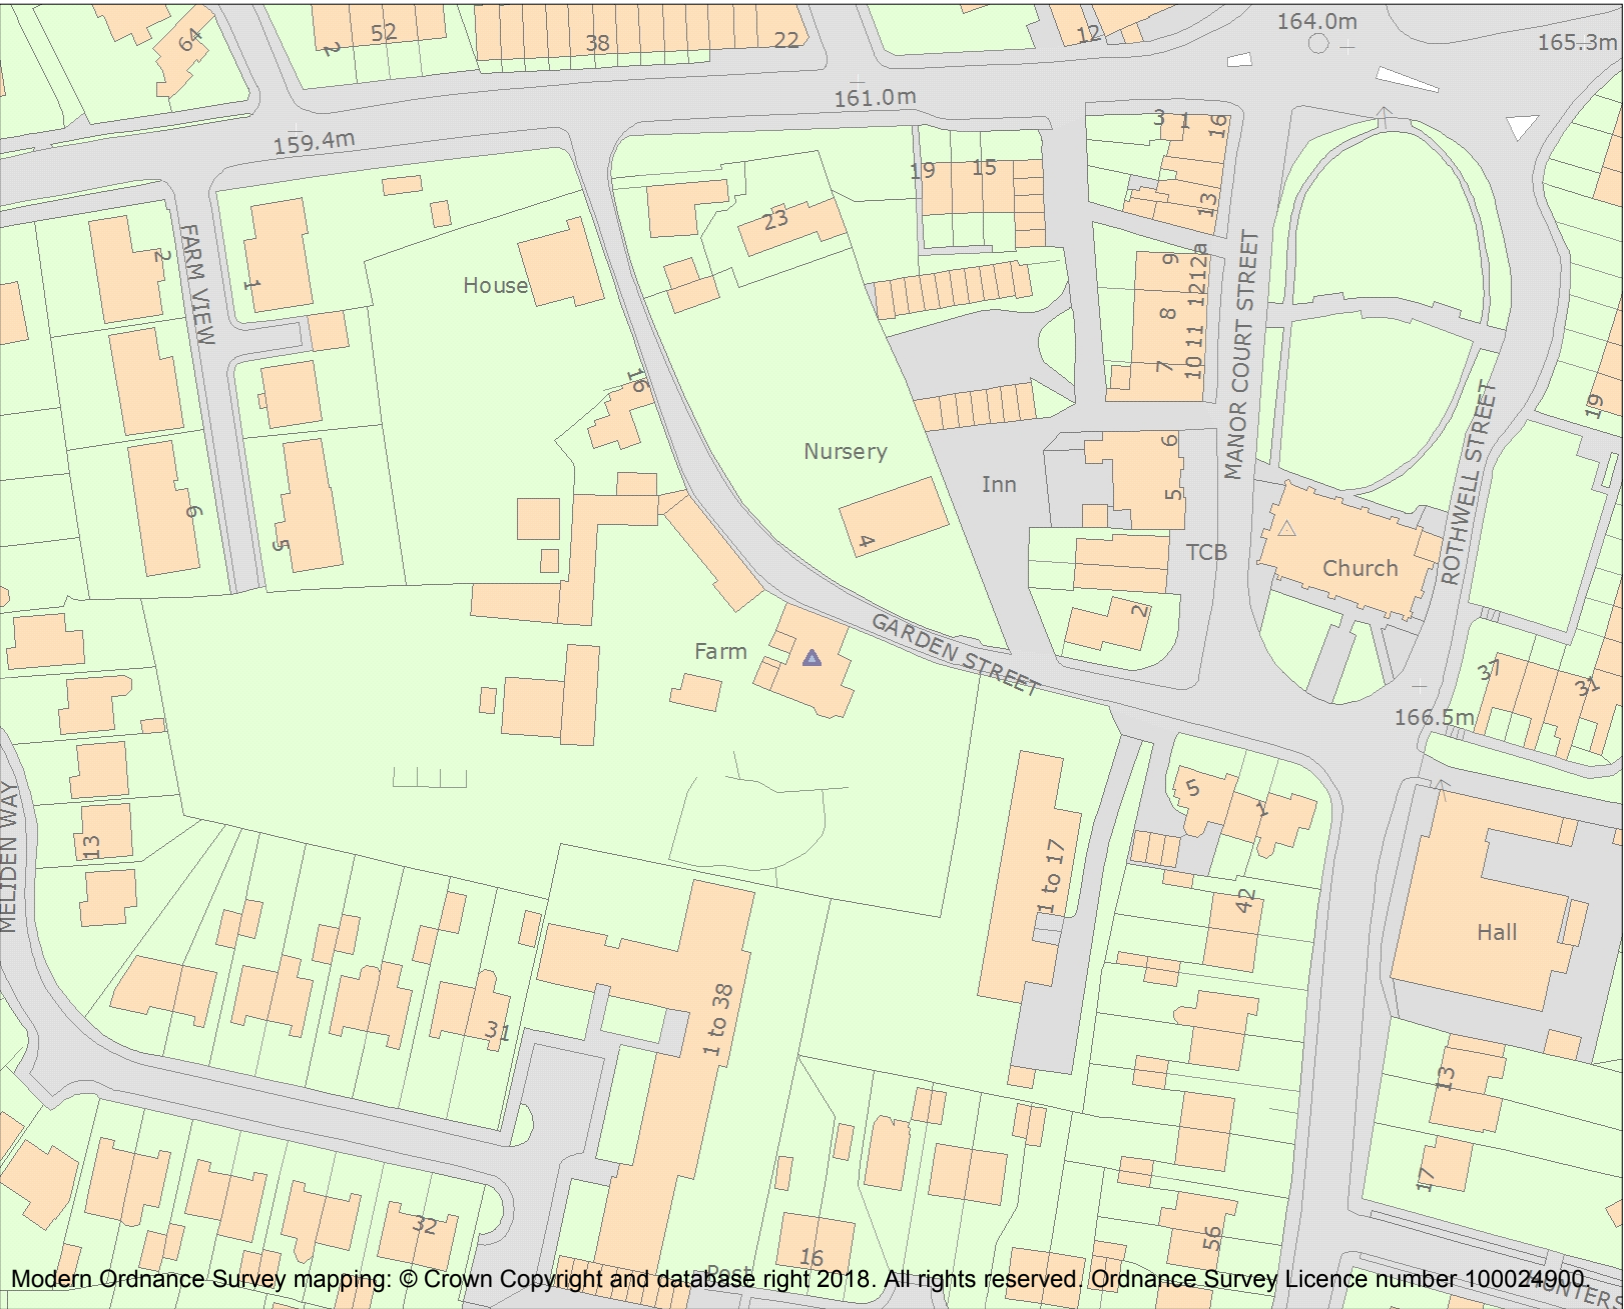 164.0m
165.3m
64
2
52
38
22
12
161.0m
159.4m
3
1
16
19
15
13
23
FARM VIEW
2
1
House
9
12a
12
8
11
10
7
MANOR COURT STREET
16
19
ROTHWELL STREET
Nursery
Inn
6
5
4
6
5
TCB
Church
2
GARDEN STREET
Farm
37
31
166.5m
MELIDEN WAY
13
5
1
1 to 17
42
Hall
31
1 to 38
13
17
32
16
56
Post
HUNTERS
Modern Ordnance Survey mapping: © Crown Copyright and database right 2018. All rights reserved. Ordnance Survey Licence number 100024900.